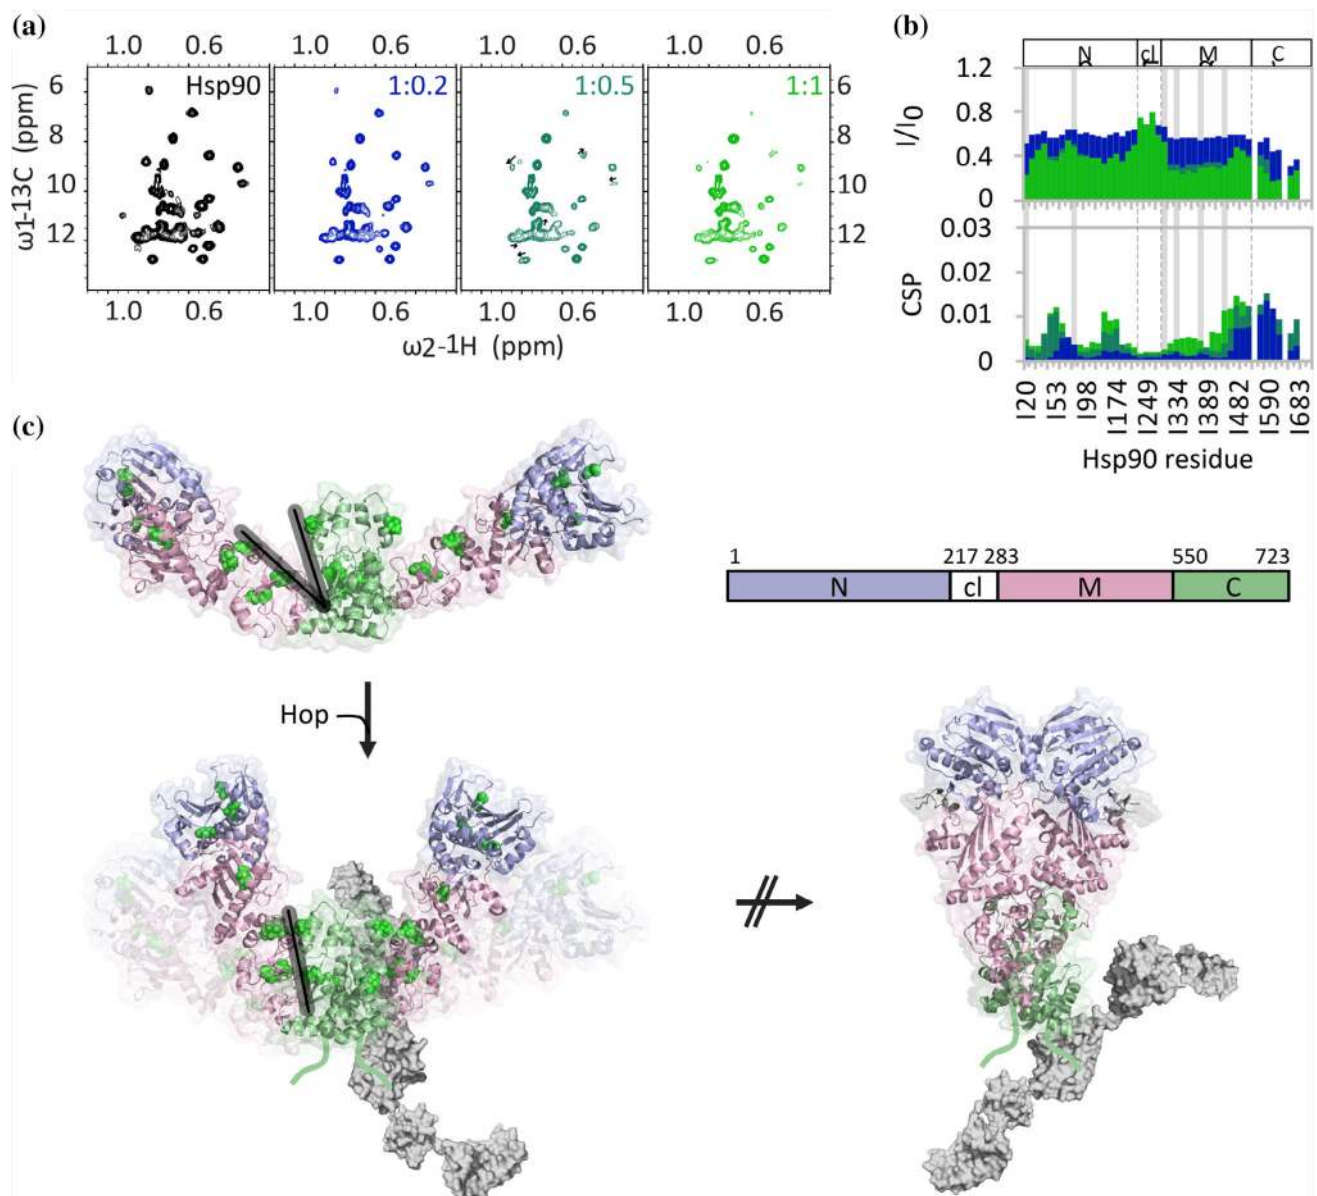 (a)
1.0 0.6 1.0 0.6 1.0 0.6 1.0 0.6
Hsp90 1:0.2 1:0.5 1:1
6 6
8 8
10 10
12 12
ω1-13C (ppm)
1.0 0.6 1.0 0.6 1.0 0.6 1.0 0.6
ω2-1H (ppm)
(b)
N cl M C
1.2
0.8
0.4
0
I/I0
0.03
0.02
0.01
0
CSP
I20 I53 I98 I174 I249 I334 I389 I482 I590 I683
Hsp90 residue
(c)
1 217 283 550 723
N cl M C
Hop